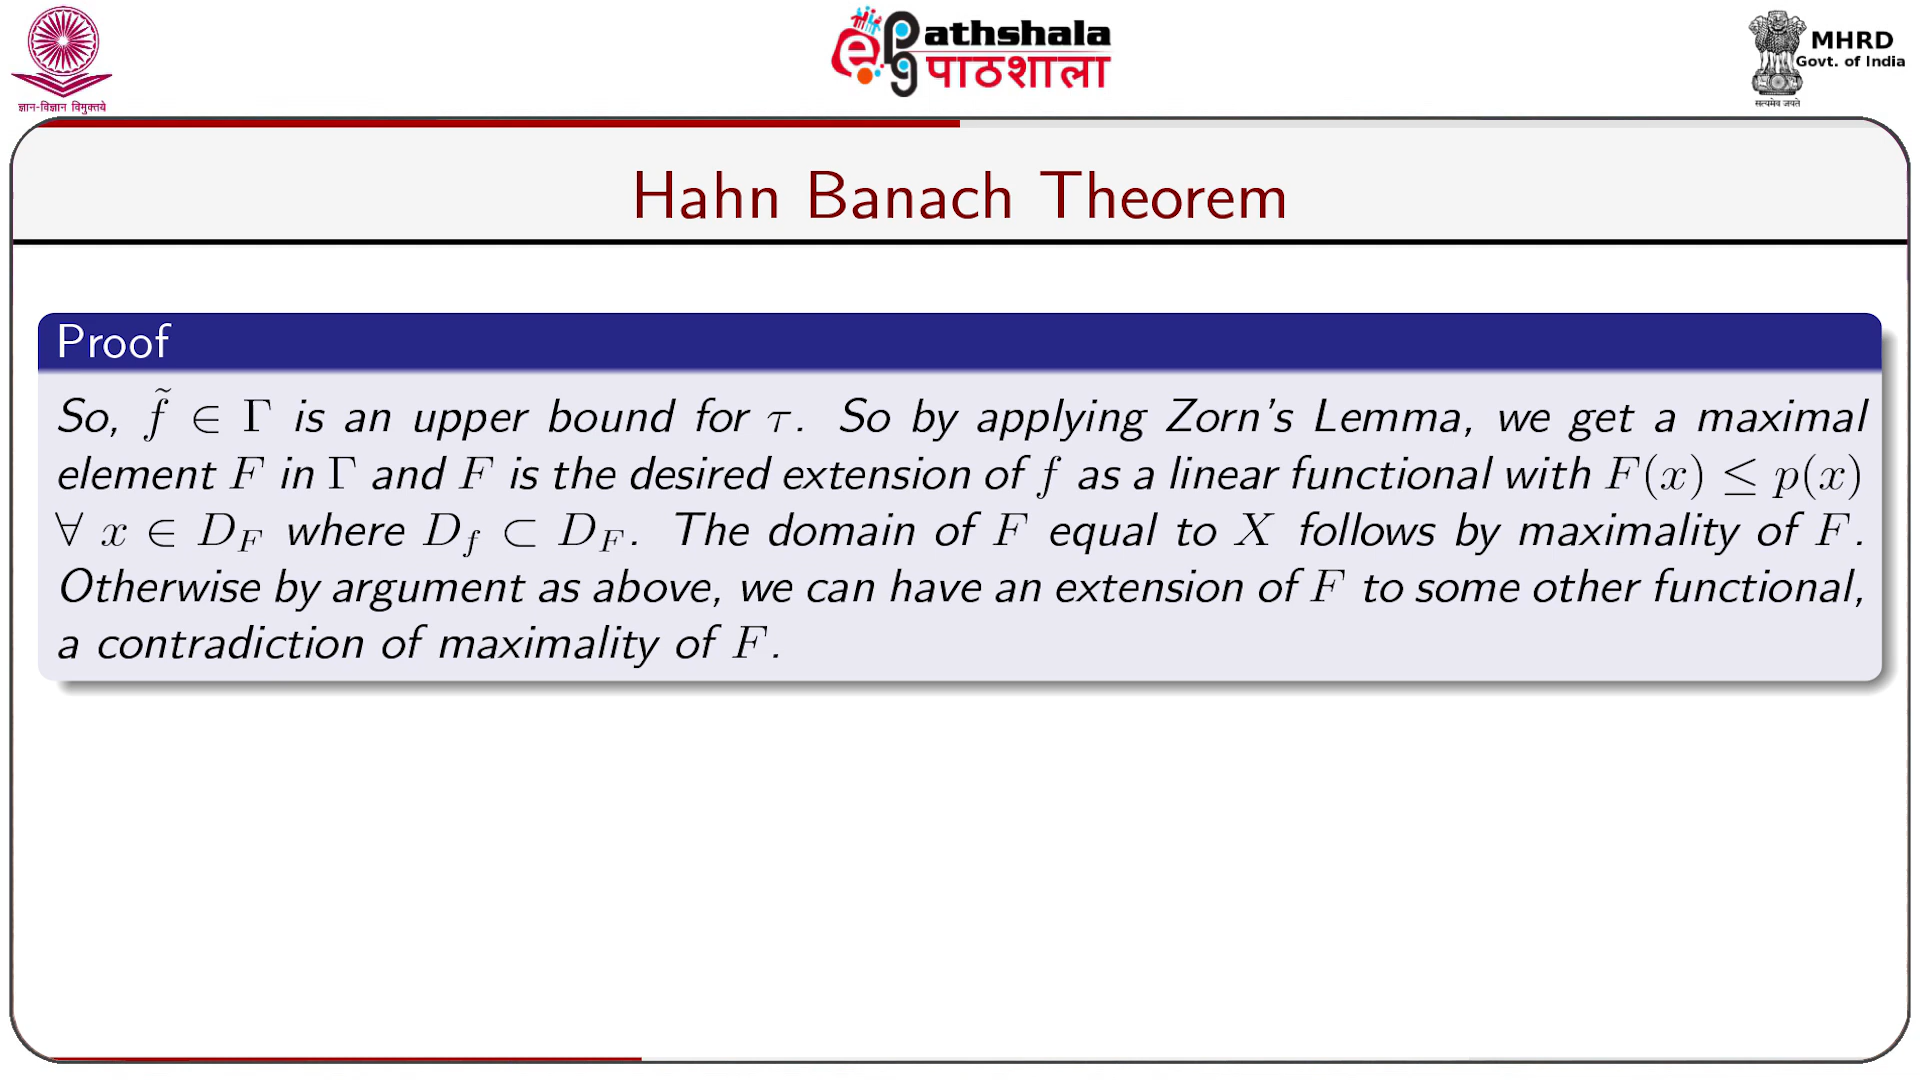 ज्ञान-विज्ञान विमुक्तये
ePG Pathshala
पाठशाला
MHRD
Govt. of India
सत्यमेव जयते
Hahn Banach Theorem
Proof
So, f̃ ∈ Γ is an upper bound for τ. So by applying Zorn's Lemma, we get a maximal
element F in Γ and F is the desired extension of f as a linear functional with F(x) ≤ p(x)
∀ x ∈ D_F where D_f ⊂ D_F. The domain of F equal to X follows by maximality of F.
Otherwise by argument as above, we can have an extension of F to some other functional,
a contradiction of maximality of F.